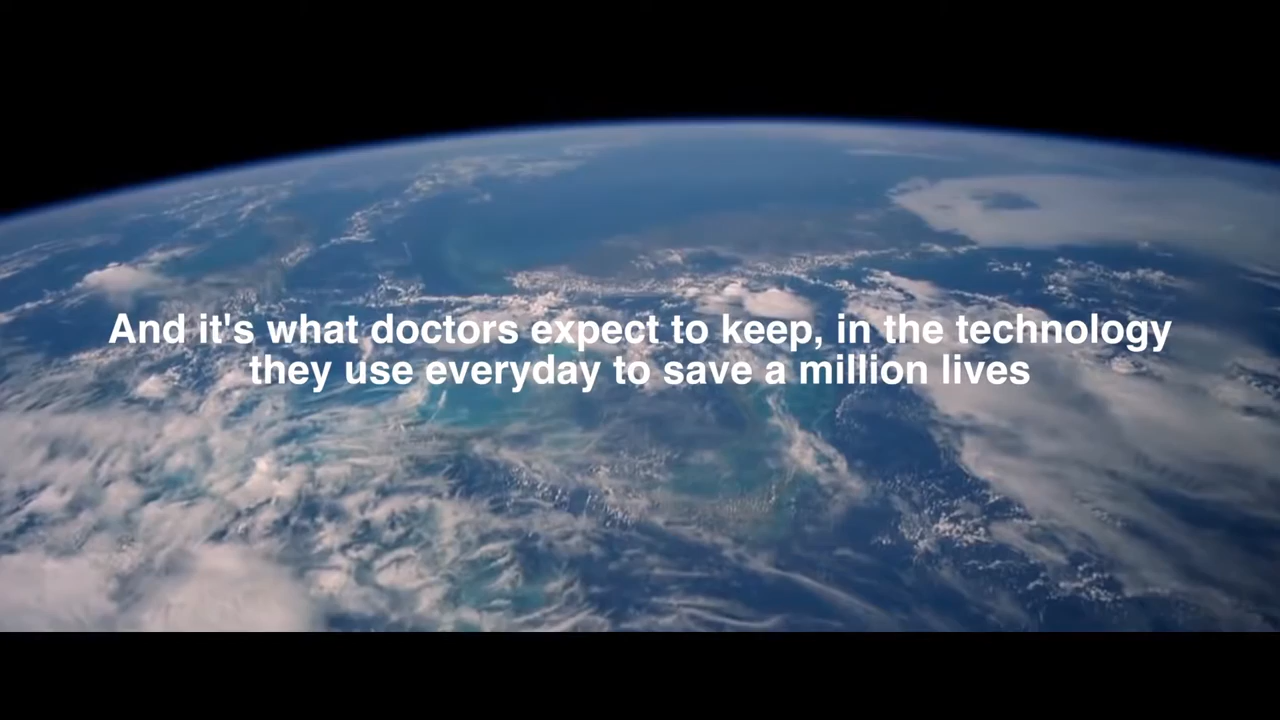 And it's what doctors expect to keep, in the technology
they use everyday to save a million lives